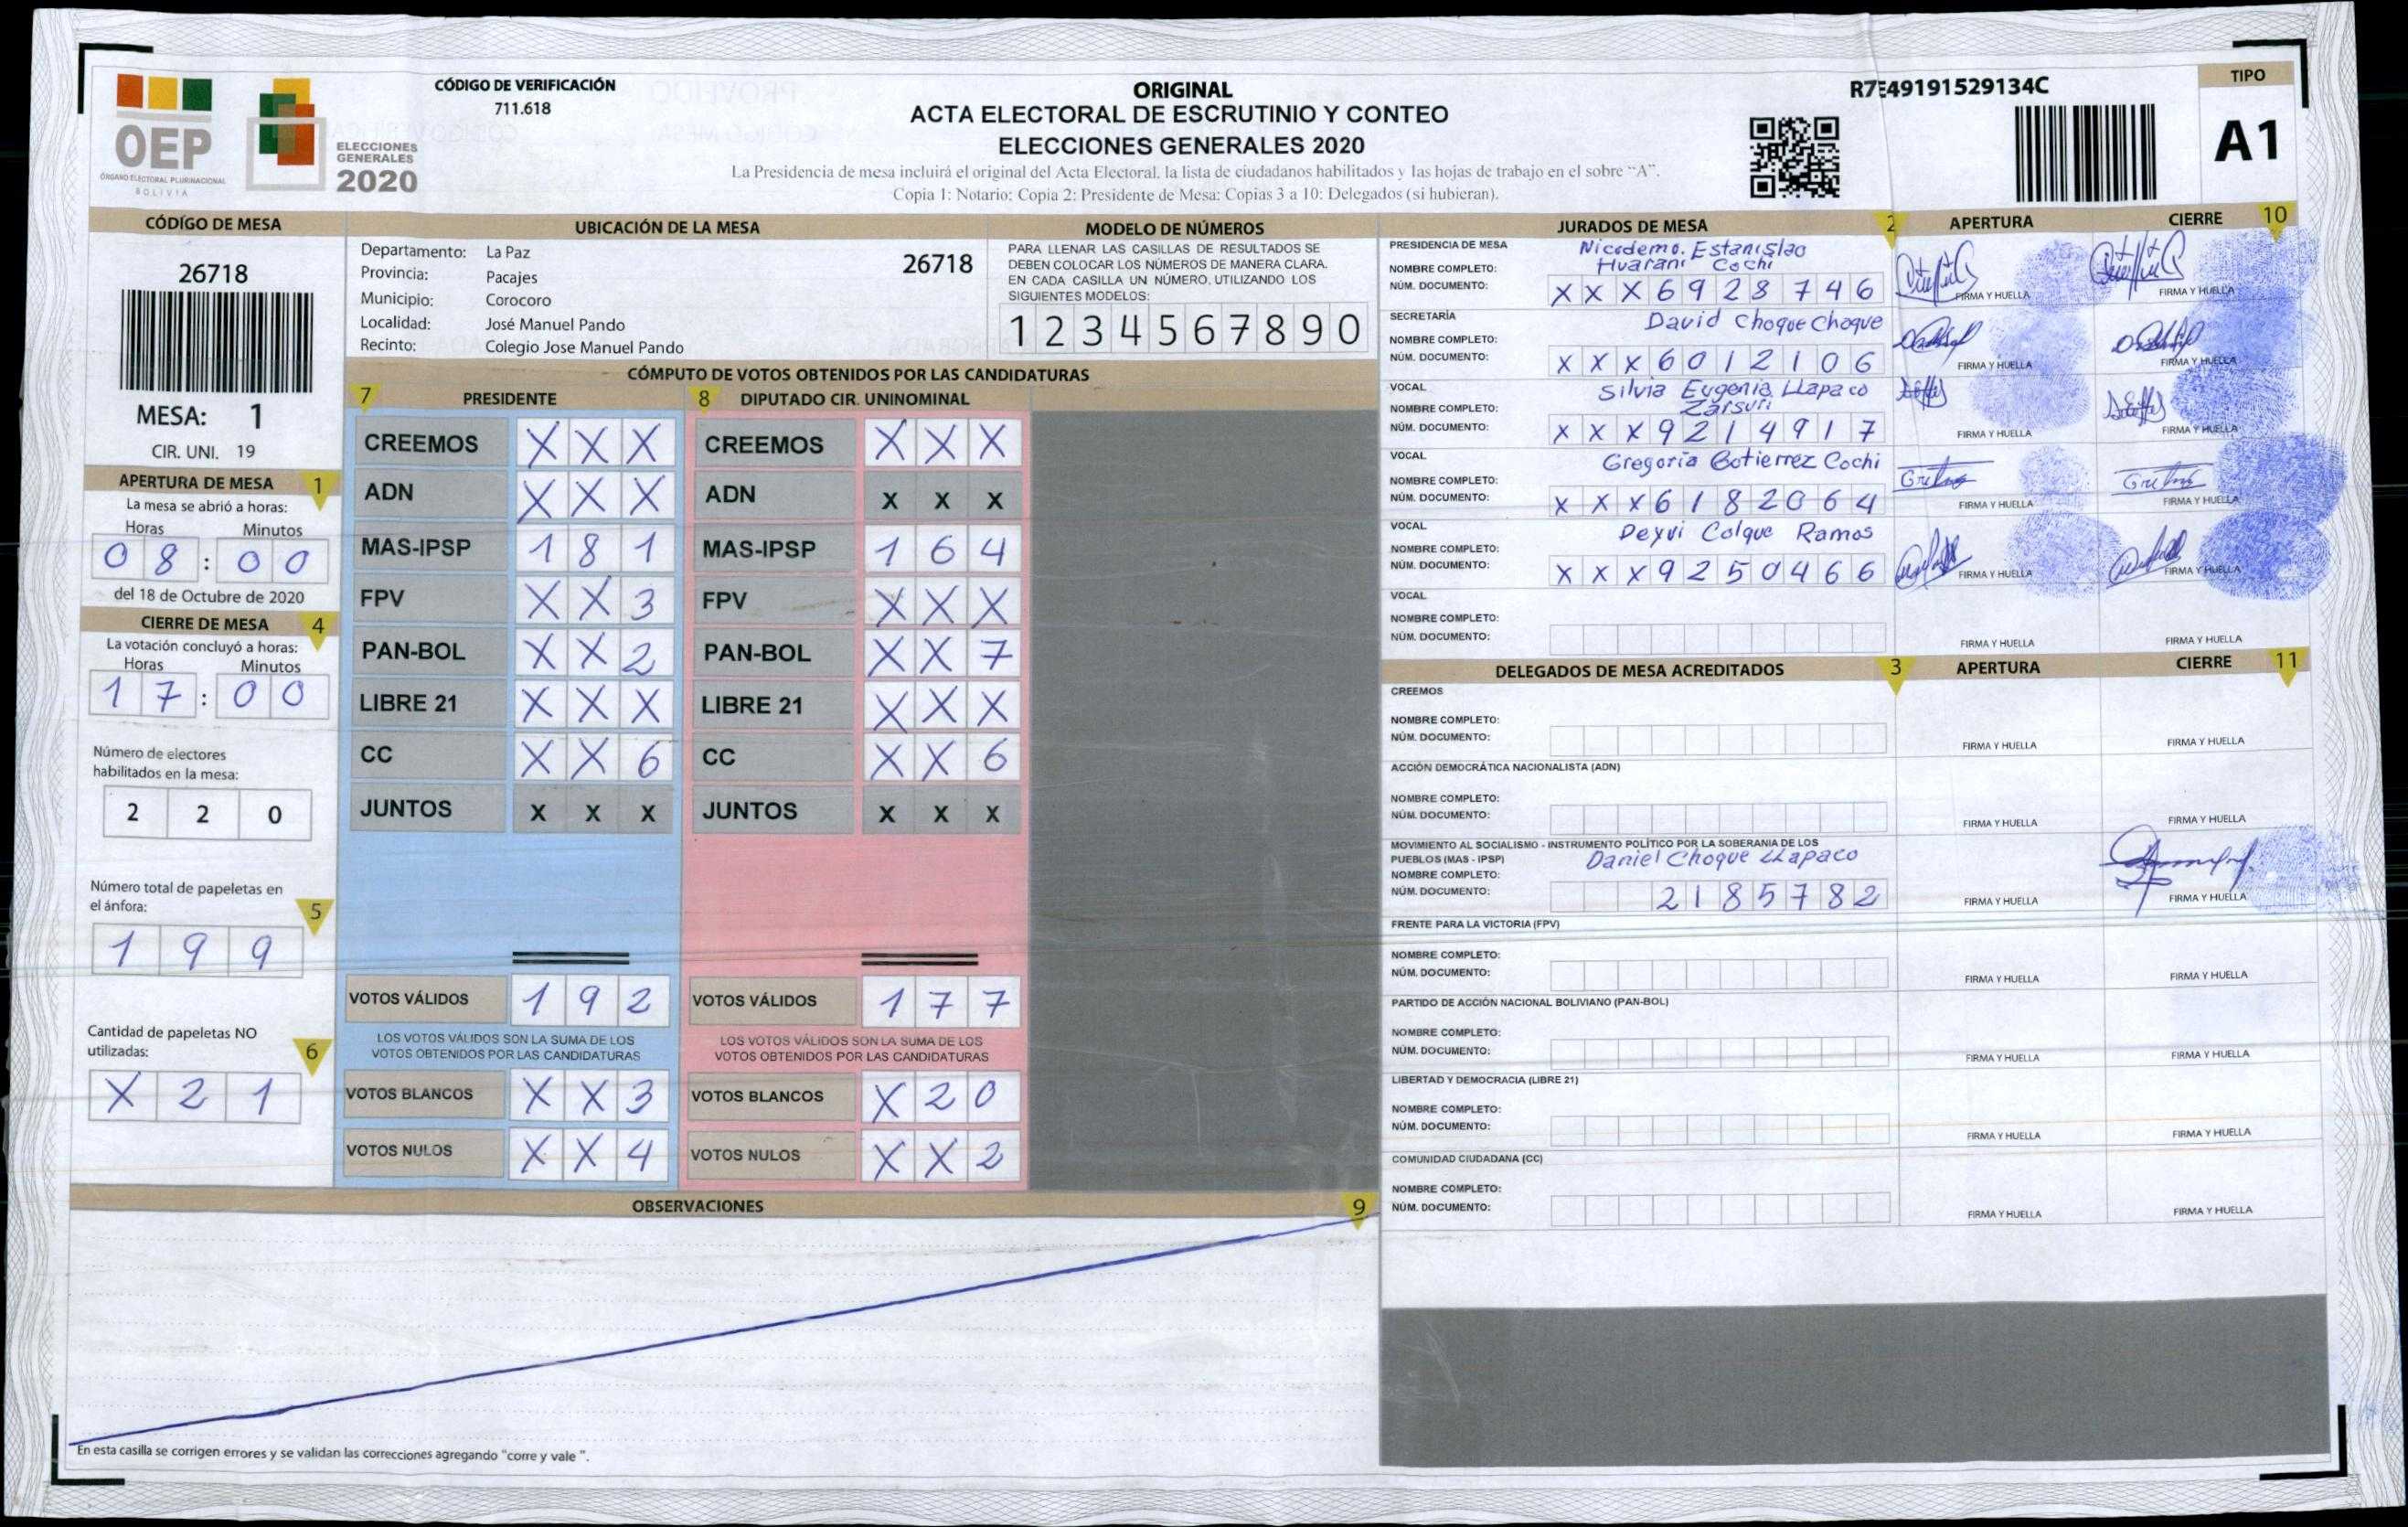 OEP
ÓRGANO ELECTORAL PLURINACIONAL
BOLIVIA
ELECCIONES
GENERALES
2020
CÓDIGO DE VERIFICACIÓN
711.618
ORIGINAL
ACTA ELECTORAL DE ESCRUTINIO Y CONTEO
ELECCIONES GENERALES 2020
La Presidencia de mesa incluirá el original del Acta Electoral, la lista de ciudadanos habilitados y las hojas de trabajo en el sobre “A”.
Copia 1: Notario; Copia 2: Presidente de Mesa; Copias 3 a 10: Delegados (si hubieran).
R7E49191529134C
TIPO
A1
CÓDIGO DE MESA
26718
MESA: 1
CIR. UNI. 19
UBICACIÓN DE LA MESA
Departamento: La Paz
26718
Provincia: Pacajes
Municipio: Corocoro
Localidad: José Manuel Pando
Recinto: Colegio Jose Manuel Pando
MODELO DE NÚMEROS
PARA LLENAR LAS CASILLAS DE RESULTADOS SE
DEBEN COLOCAR LOS NÚMEROS DE MANERA CLARA.
EN CADA CASILLA UN NÚMERO, UTILIZANDO LOS
SIGUIENTES MODELOS:
1 2 3 4 5 6 7 8 9 0
APERTURA DE MESA 1
La mesa se abrió a horas:
Horas Minutos
0 8 : 0 0
del 18 de Octubre de 2020
CIERRE DE MESA 4
La votación concluyó a horas:
Horas Minutos
1 7 : 0 0
Número de electores
habilitados en la mesa:
2 2 0
Número total de papeletas en
el ánfora: 5
1 9 9
Cantidad de papeletas NO
utilizadas: 6
X 2 1
CÓMPUTO DE VOTOS OBTENIDOS POR LAS CANDIDATURAS
7 PRESIDENTE
CREEMOS X X X
ADN X X X
MAS-IPSP 1 8 1
FPV X X 3
PAN-BOL X X 2
LIBRE 21 X X X
CC X X 6
JUNTOS X X X
VOTOS VÁLIDOS 1 9 2
LOS VOTOS VÁLIDOS SON LA SUMA DE LOS
VOTOS OBTENIDOS POR LAS CANDIDATURAS
VOTOS BLANCOS X X 3
VOTOS NULOS X X 4
8 DIPUTADO CIR. UNINOMINAL
CREEMOS X X X
ADN X X X
MAS-IPSP 1 6 4
FPV X X X
PAN-BOL X X 7
LIBRE 21 X X X
CC X X 6
JUNTOS X X X
VOTOS VÁLIDOS 1 7 7
LOS VOTOS VÁLIDOS SON LA SUMA DE LOS
VOTOS OBTENIDOS POR LAS CANDIDATURAS
VOTOS BLANCOS X 2 0
VOTOS NULOS X X 2
OBSERVACIONES 9
En esta casilla se corrigen errores y se validan las correcciones agregando "corre y vale ".
JURADOS DE MESA 2 APERTURA CIERRE 10
PRESIDENCIA DE MESA Nicodemo. Estanislao
NOMBRE COMPLETO: Huarani Cochi
NÚM. DOCUMENTO: X X X 6 9 2 8 7 4 6
FIRMA Y HUELLA FIRMA Y HUELLA
SECRETARÍA David Choque Choque
NOMBRE COMPLETO:
NÚM. DOCUMENTO: X X X 6 0 1 2 1 0 6
FIRMA Y HUELLA FIRMA Y HUELLA
VOCAL Silvia Eugenia Llapaco
NOMBRE COMPLETO: Zarsuri
NÚM. DOCUMENTO: X X X 9 2 1 4 9 1 7
FIRMA Y HUELLA FIRMA Y HUELLA
VOCAL Gregoria Gotierrez Cochi
NOMBRE COMPLETO:
NÚM. DOCUMENTO: X X X 6 1 8 2 0 6 4
FIRMA Y HUELLA FIRMA Y HUELLA
VOCAL Deyvi Colque Ramos
NOMBRE COMPLETO:
NÚM. DOCUMENTO: X X X 9 2 5 0 4 6 6
FIRMA Y HUELLA FIRMA Y HUELLA
VOCAL
NOMBRE COMPLETO:
NÚM. DOCUMENTO:
FIRMA Y HUELLA FIRMA Y HUELLA
DELEGADOS DE MESA ACREDITADOS 3 APERTURA CIERRE 11
CREEMOS
NOMBRE COMPLETO:
NÚM. DOCUMENTO:
FIRMA Y HUELLA FIRMA Y HUELLA
ACCIÓN DEMOCRÁTICA NACIONALISTA (ADN)
NOMBRE COMPLETO:
NÚM. DOCUMENTO:
FIRMA Y HUELLA FIRMA Y HUELLA
MOVIMIENTO AL SOCIALISMO - INSTRUMENTO POLÍTICO POR LA SOBERANIA DE LOS
PUEBLOS (MAS - IPSP) Daniel Choque LLapaco
NOMBRE COMPLETO:
NÚM. DOCUMENTO: 2 1 8 5 7 8 2
FIRMA Y HUELLA FIRMA Y HUELLA
FRENTE PARA LA VICTORIA (FPV)
NOMBRE COMPLETO:
NÚM. DOCUMENTO:
FIRMA Y HUELLA FIRMA Y HUELLA
PARTIDO DE ACCIÓN NACIONAL BOLIVIANO (PAN-BOL)
NOMBRE COMPLETO:
NÚM. DOCUMENTO:
FIRMA Y HUELLA FIRMA Y HUELLA
LIBERTAD Y DEMOCRACIA (LIBRE 21)
NOMBRE COMPLETO:
NÚM. DOCUMENTO:
FIRMA Y HUELLA FIRMA Y HUELLA
COMUNIDAD CIUDADANA (CC)
NOMBRE COMPLETO:
NÚM. DOCUMENTO:
FIRMA Y HUELLA FIRMA Y HUELLA